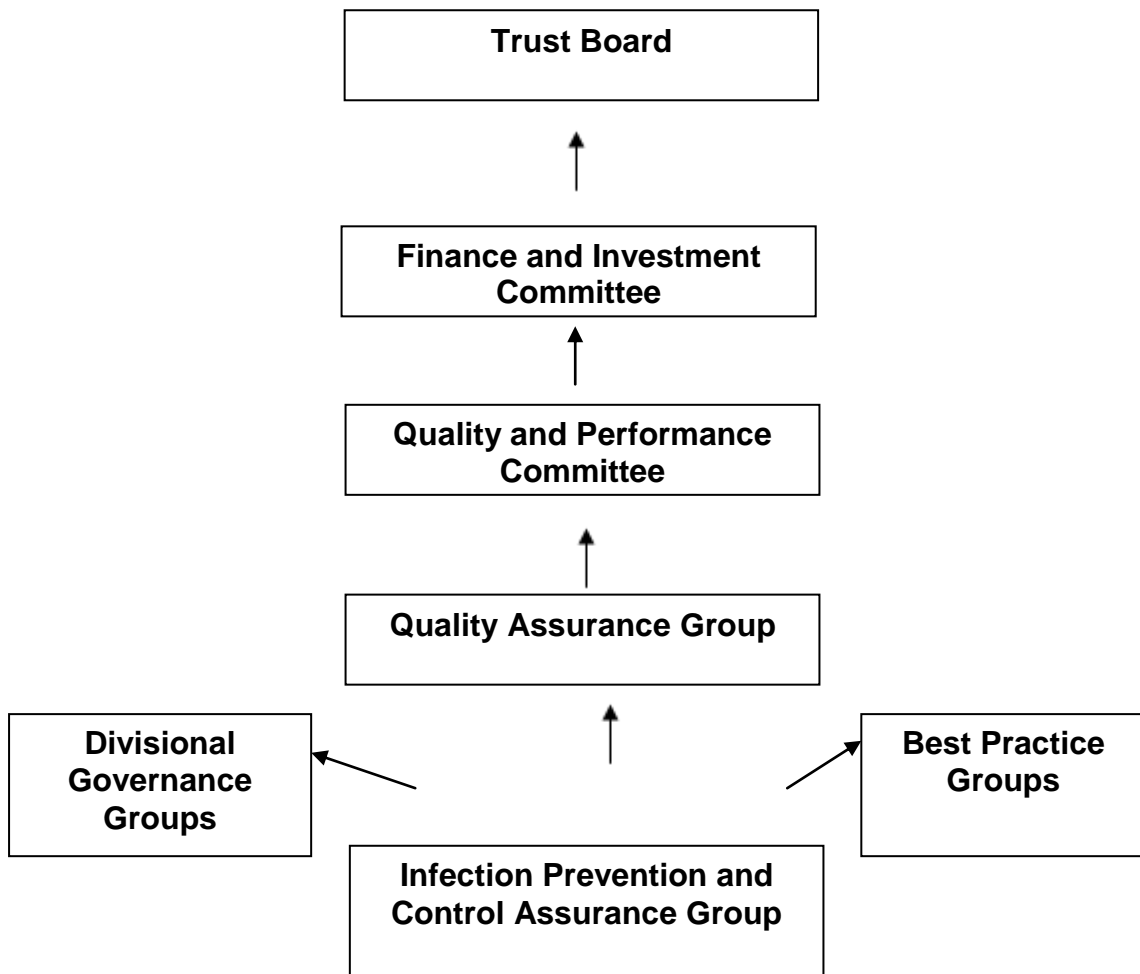 Trust Board
Finance and Investment
Committee
Quality and Performance
Committee
Quality Assurance Group
Divisional
Governance
Groups
Best Practice
Groups
Infection Prevention and
Control Assurance Group